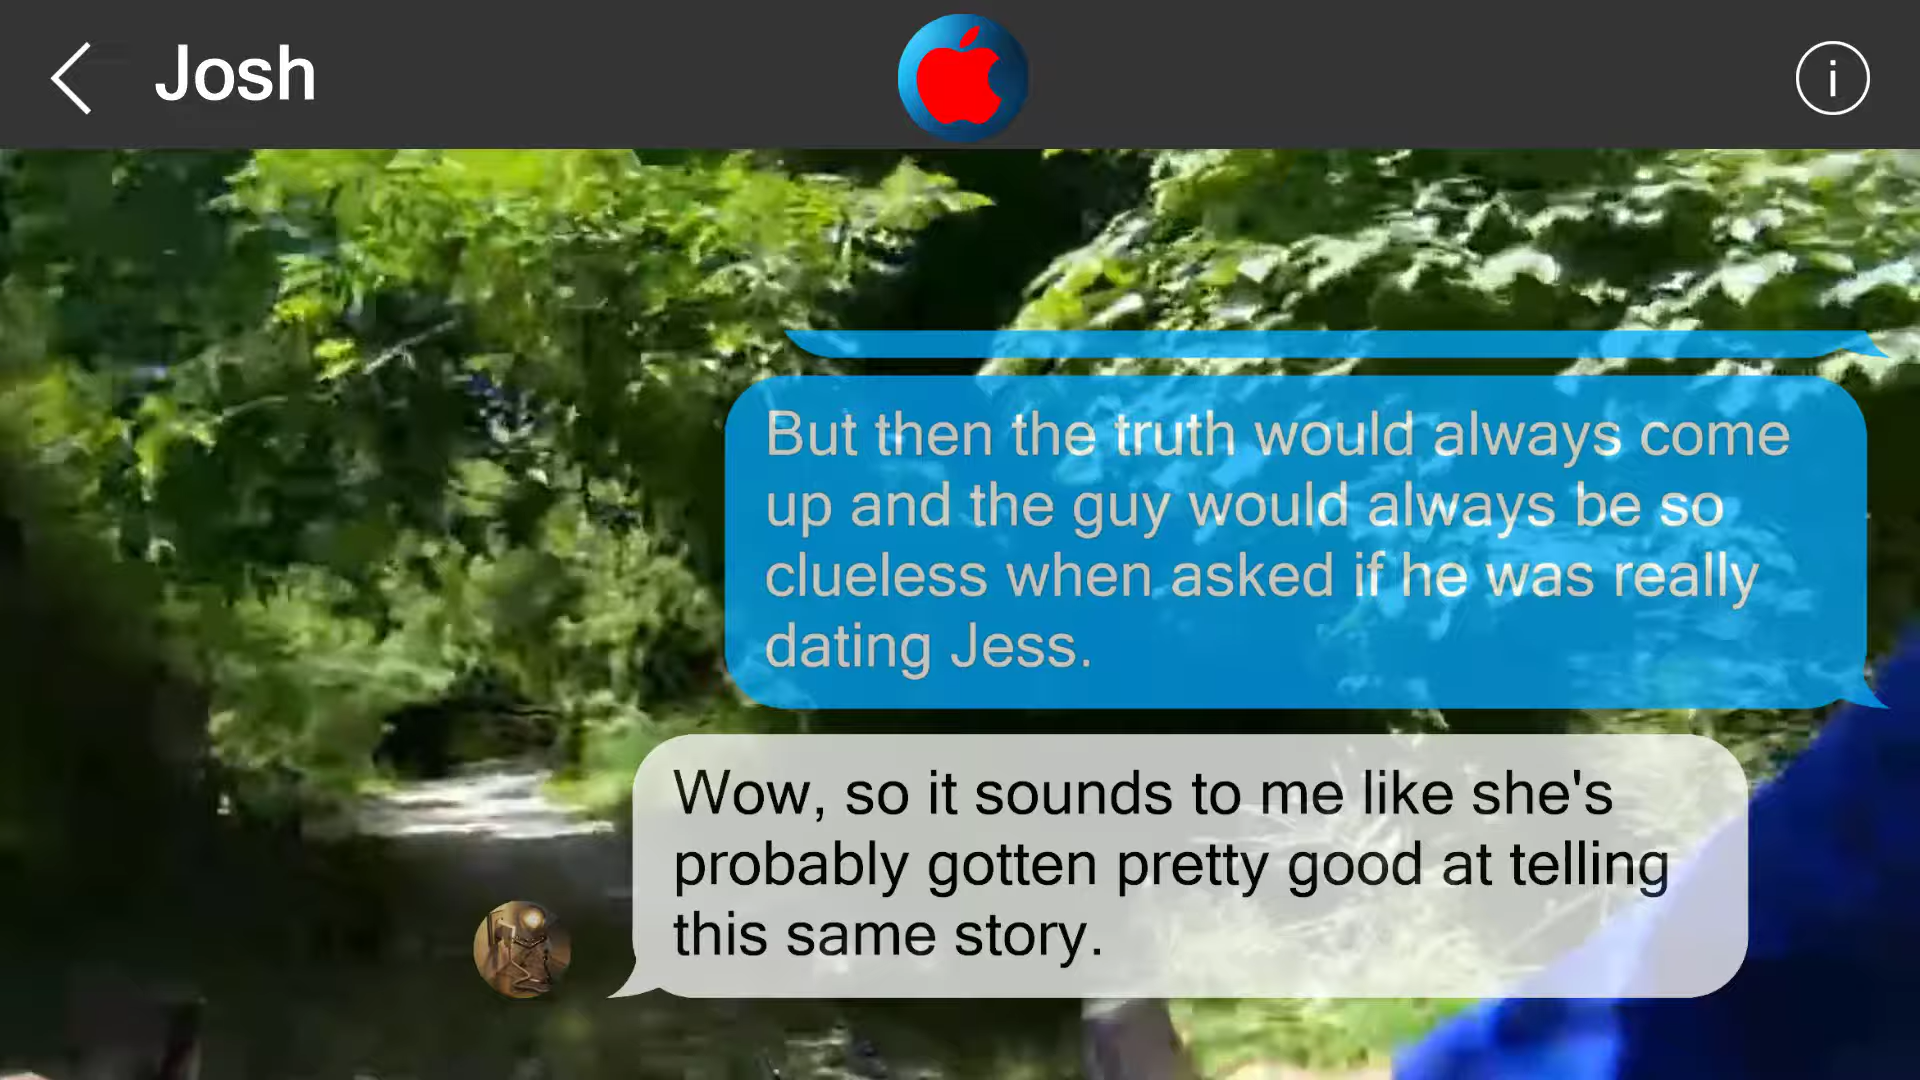 Josh
i
But then the truth would always come
up and the guy would always be so
clueless when asked if he was really
dating Jess.
Wow, so it sounds to me like she's
probably gotten pretty good at telling
this same story.